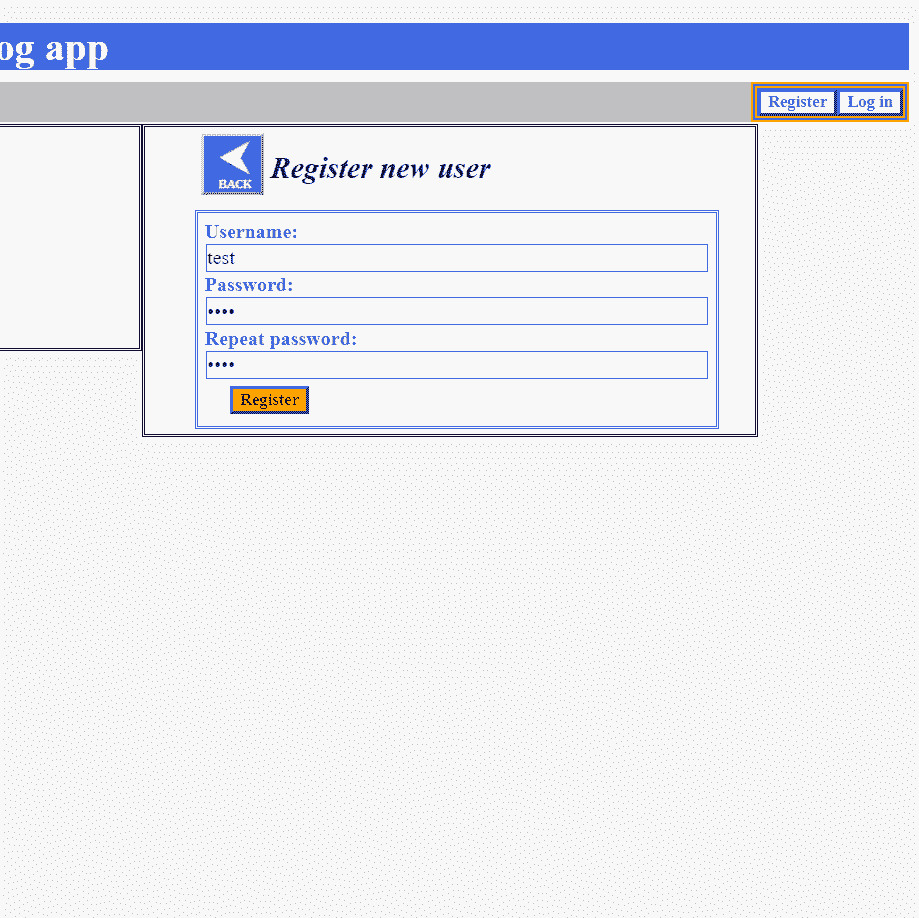 og app
Register Log in
BACK
Register new user
Username:
test
Password:
••••
Repeat password:
••••
Register